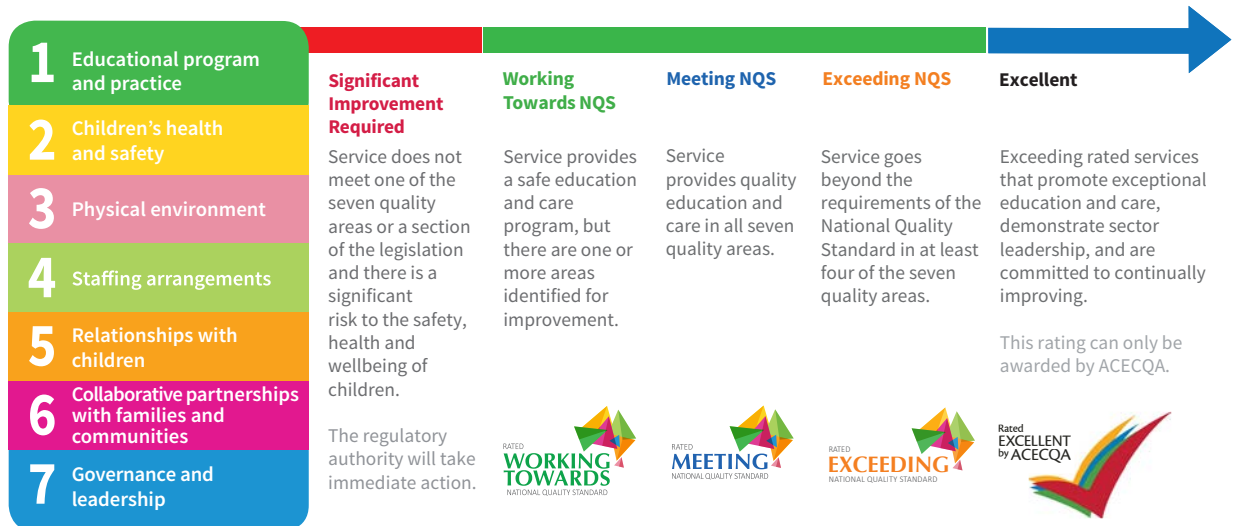 1
Educational program
and practice
2
Children’s health
and safety
3
Physical environment
4
Staffing arrangements
5
Relationships with
children
6
Collaborative partnerships
with families and
communities
7
Governance and
leadership
Significant
Improvement
Required
Service does not
meet one of the
seven quality
areas or a section
of the legislation
and there is a
significant
risk to the safety,
health and
wellbeing of
children.
The regulatory
authority will take
immediate action.
Working
Towards NQS
Service provides
a safe education
and care
program, but
there are one or
more areas
identified for
improvement.
RATED
WORKING
TOWARDS
NATIONAL QUALITY STANDARD
Meeting NQS
Service
provides quality
education and
care in all seven
quality areas.
RATED
MEETING
NATIONAL QUALITY STANDARD
Exceeding NQS
Service goes
beyond the
requirements of the
National Quality
Standard in at least
four of the seven
quality areas.
RATED
EXCEEDING
NATIONAL QUALITY STANDARD
Excellent
Exceeding rated services
that promote exceptional
education and care,
demonstrate sector
leadership, and are
committed to continually
improving.
This rating can only be
awarded by ACECQA.
Rated
EXCELLENT
by ACECQA